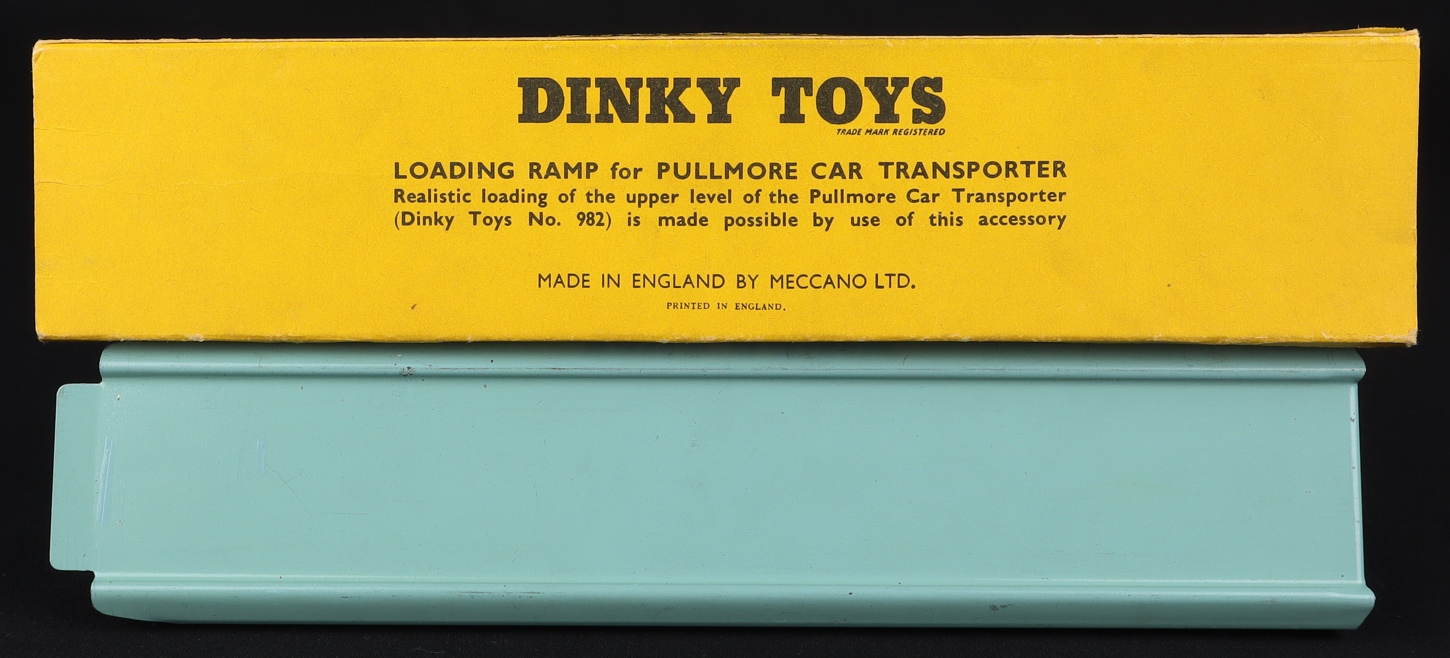 DINKY TOYS
TRADE MARK REGISTERED
LOADING RAMP for PULLMORE CAR TRANSPORTER
Realistic loading of the upper level of the Pullmore Car Transporter
(Dinky Toys No. 982) is made possible by use of this accessory
MADE IN ENGLAND BY MECCANO LTD.
PRINTED IN ENGLAND.